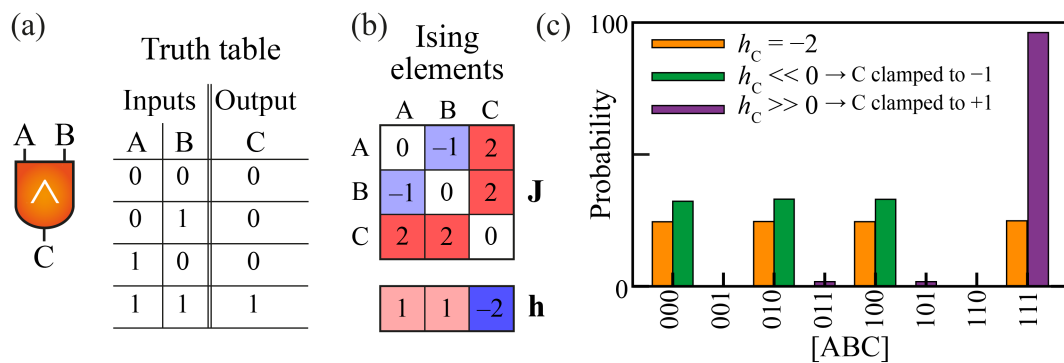 (a)
Truth table
Inputs Output
A B C
0 0 0
0 1 0
1 0 0
1 1 1
A B
∧
C
(b)
Ising
elements
A B C
A 0 −1 2
B −1 0 2
C 2 2 0
J
1 1 −2 h
(c)
100
Probability
0
h_C = −2
h_C << 0 → C clamped to −1
h_C >> 0 → C clamped to +1
000 001 010 011 100 101 110 111
[ABC]